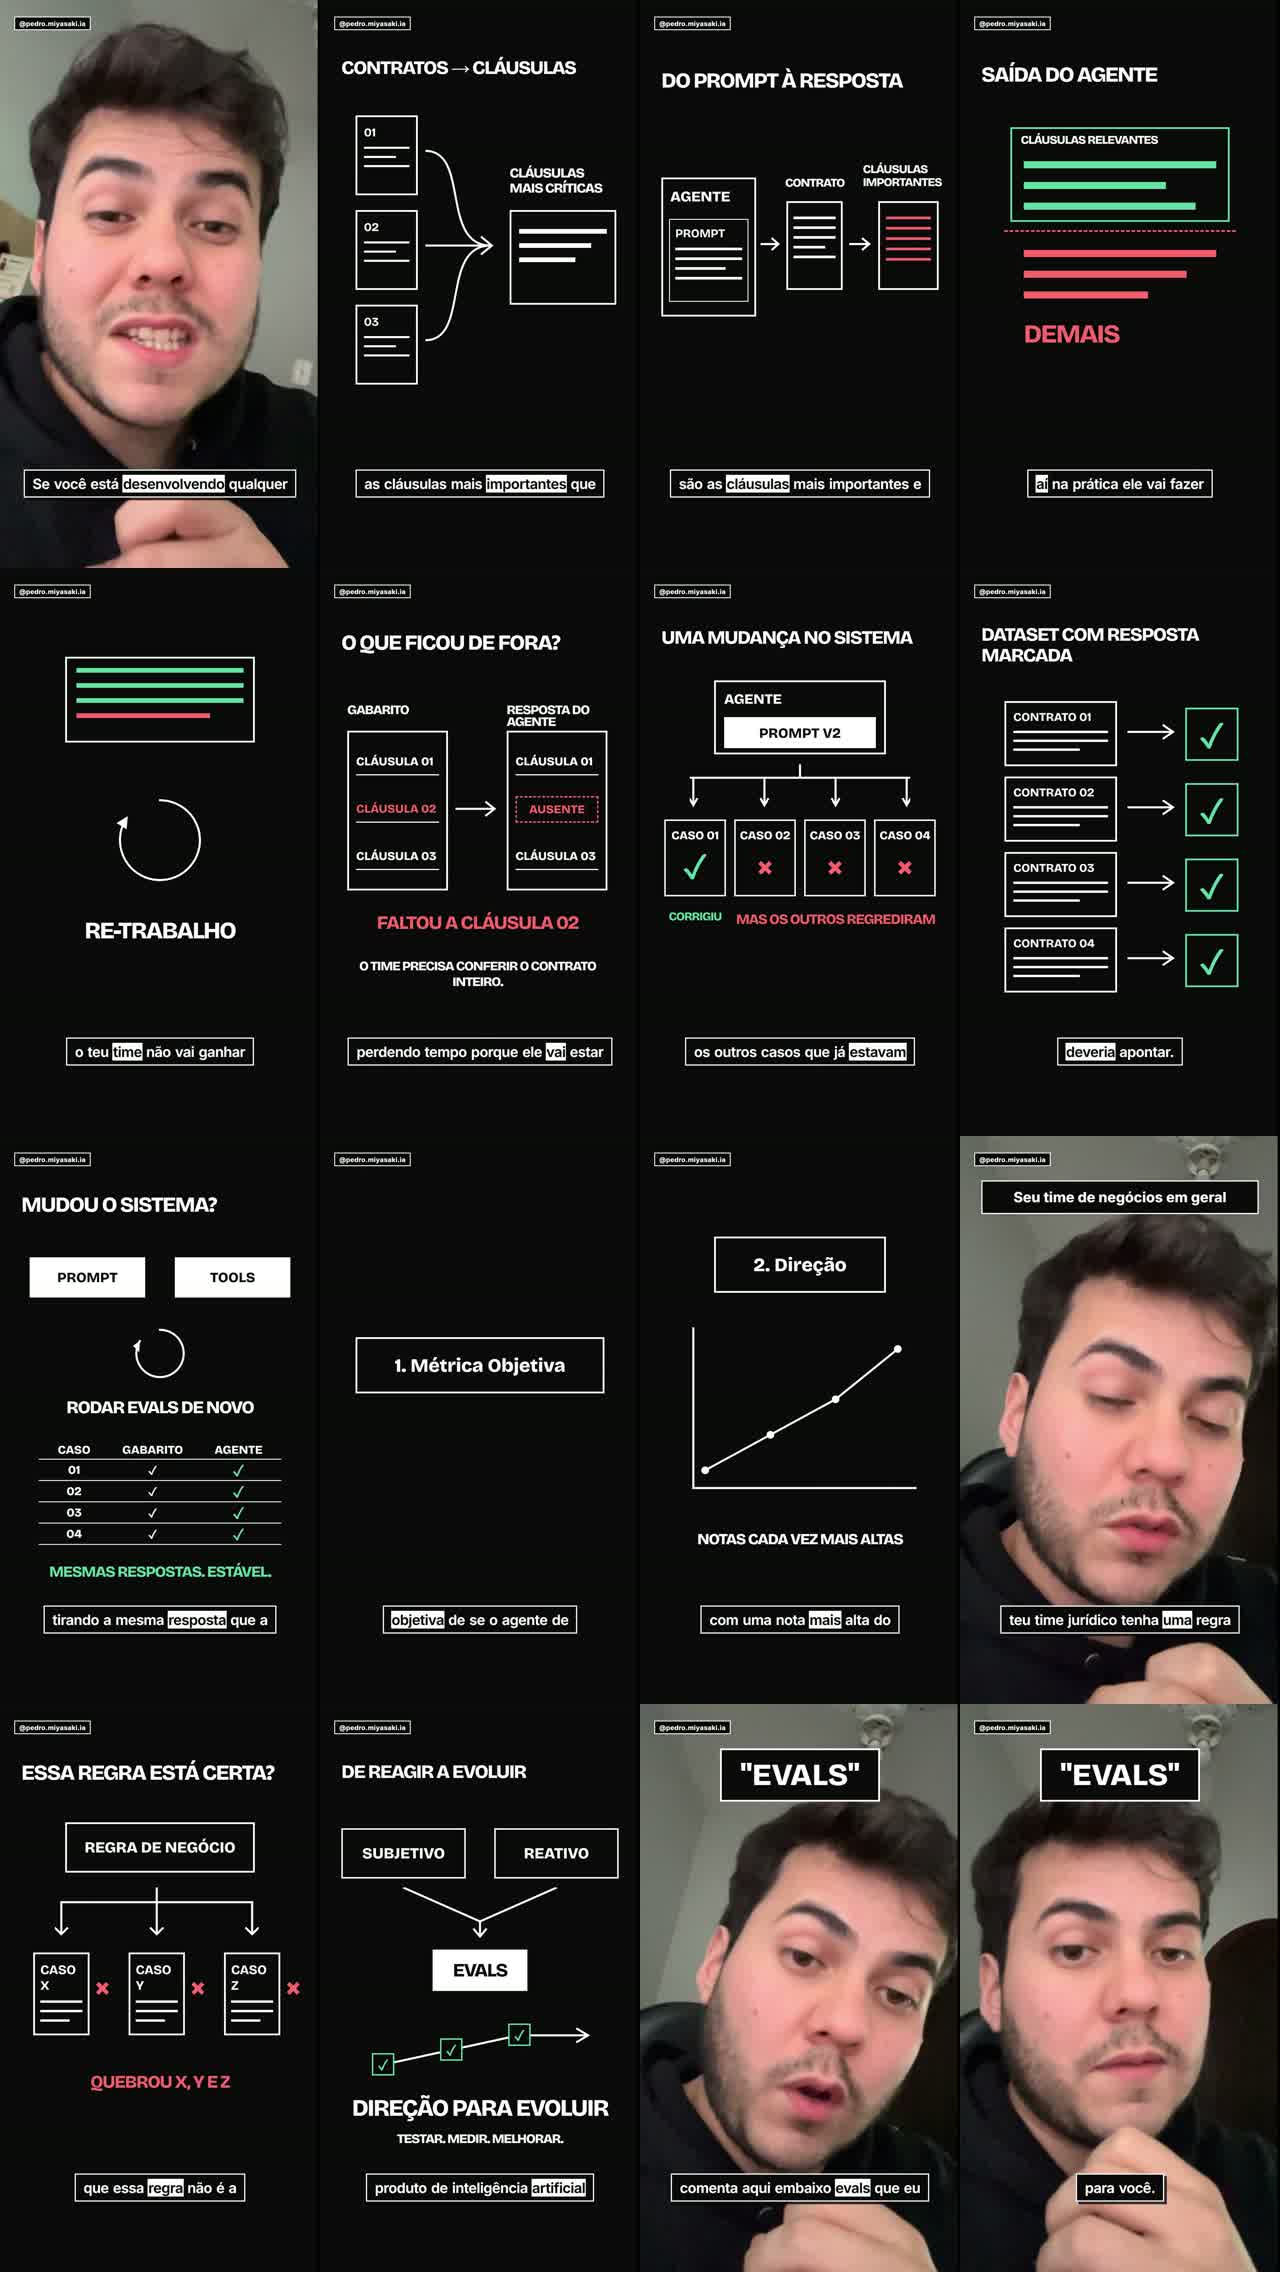 @pedro.miyasaki.ia
Se você está desenvolvendo qualquer
@pedro.miyasaki.ia
CONTRATOS → CLÁUSULAS
01
02
03
CLÁUSULAS
MAIS CRÍTICAS
as cláusulas mais importantes que
@pedro.miyasaki.ia
DO PROMPT À RESPOSTA
AGENTE
PROMPT
CONTRATO
CLÁUSULAS
IMPORTANTES
são as cláusulas mais importantes e
@pedro.miyasaki.ia
SAÍDA DO AGENTE
CLÁUSULAS RELEVANTES
DEMAIS
aí na prática ele vai fazer
@pedro.miyasaki.ia
RE-TRABALHO
o teu time não vai ganhar
@pedro.miyasaki.ia
O QUE FICOU DE FORA?
GABARITO
CLÁUSULA 01
CLÁUSULA 02
CLÁUSULA 03
RESPOSTA DO
AGENTE
CLÁUSULA 01
AUSENTE
CLÁUSULA 03
FALTOU A CLÁUSULA 02
O TIME PRECISA CONFERIR O CONTRATO
INTEIRO.
perdendo tempo porque ele vai estar
@pedro.miyasaki.ia
UMA MUDANÇA NO SISTEMA
AGENTE
PROMPT V2
CASO 01
CASO 02
CASO 03
CASO 04
CORRIGIU
MAS OS OUTROS REGREDIRAM
os outros casos que já estavam
@pedro.miyasaki.ia
DATASET COM RESPOSTA
MARCADA
CONTRATO 01
CONTRATO 02
CONTRATO 03
CONTRATO 04
deveria apontar.
@pedro.miyasaki.ia
MUDOU O SISTEMA?
PROMPT
TOOLS
RODAR EVALS DE NOVO
CASO GABARITO AGENTE
01 ✓ ✓
02 ✓ ✓
03 ✓ ✓
04 ✓ ✓
MESMAS RESPOSTAS. ESTÁVEL.
tirando a mesma resposta que a
@pedro.miyasaki.ia
1. Métrica Objetiva
objetiva de se o agente de
@pedro.miyasaki.ia
2. Direção
NOTAS CADA VEZ MAIS ALTAS
com uma nota mais alta do
@pedro.miyasaki.ia
Seu time de negócios em geral
teu time jurídico tenha uma regra
@pedro.miyasaki.ia
ESSA REGRA ESTÁ CERTA?
REGRA DE NEGÓCIO
CASO
X
CASO
Y
CASO
Z
QUEBROU X, Y E Z
que essa regra não é a
@pedro.miyasaki.ia
DE REAGIR A EVOLUIR
SUBJETIVO
REATIVO
EVALS
DIREÇÃO PARA EVOLUIR
TESTAR. MEDIR. MELHORAR.
produto de inteligência artificial
@pedro.miyasaki.ia
"EVALS"
comenta aqui embaixo evals que eu
@pedro.miyasaki.ia
"EVALS"
para você.